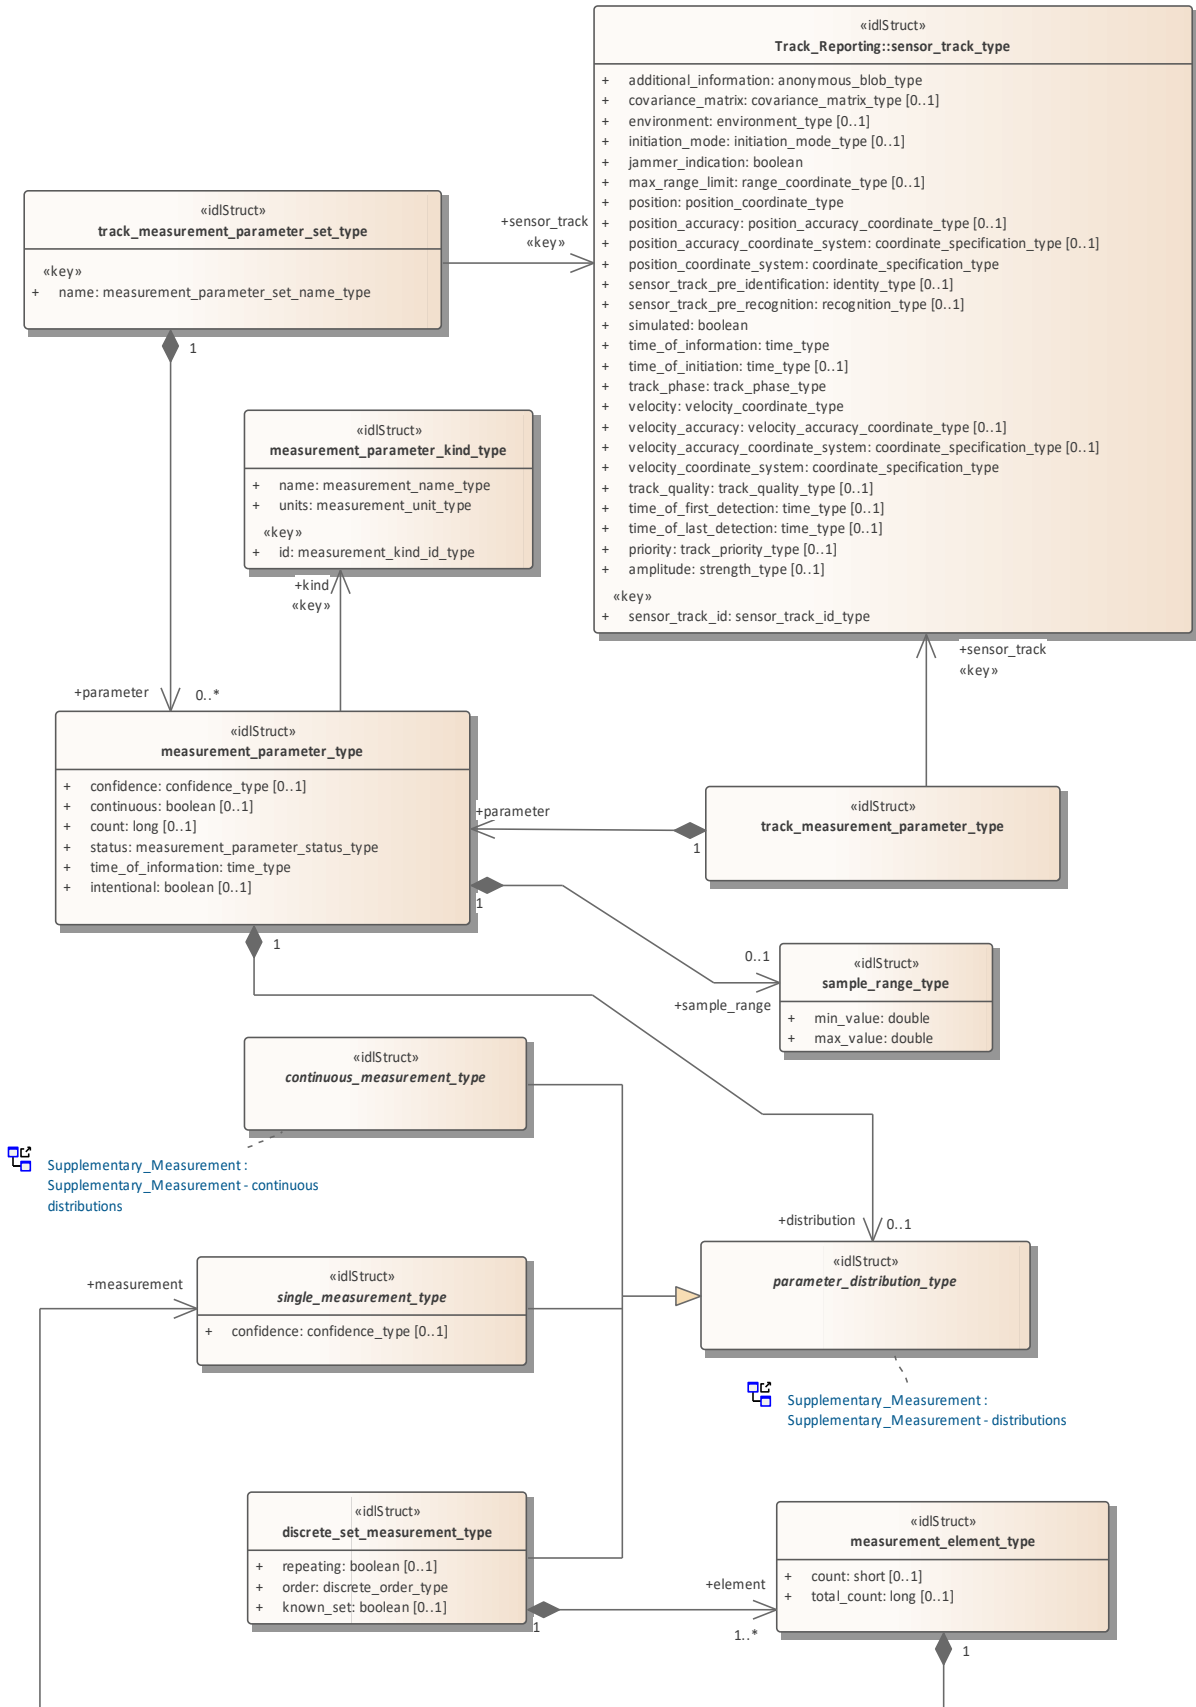 «idlStruct»
Track_Reporting::sensor_track_type
+ additional_information: anonymous_blob_type
+ covariance_matrix: covariance_matrix_type [0..1]
+ environment: environment_type [0..1]
+ initiation_mode: initiation_mode_type [0..1]
+ jammer_indication: boolean
+ max_range_limit: range_coordinate_type [0..1]
+ position: position_coordinate_type
+ position_accuracy: position_accuracy_coordinate_type [0..1]
+ position_accuracy_coordinate_system: coordinate_specification_type [0..1]
+ position_coordinate_system: coordinate_specification_type
+ sensor_track_pre_identification: identity_type [0..1]
+ sensor_track_pre_recognition: recognition_type [0..1]
+ simulated: boolean
+ time_of_information: time_type
+ time_of_initiation: time_type [0..1]
+ track_phase: track_phase_type
+ velocity: velocity_coordinate_type
+ velocity_accuracy: velocity_accuracy_coordinate_type [0..1]
+ velocity_accuracy_coordinate_system: coordinate_specification_type [0..1]
+ velocity_coordinate_system: coordinate_specification_type
+ track_quality: track_quality_type [0..1]
+ time_of_first_detection: time_type [0..1]
+ time_of_last_detection: time_type [0..1]
+ priority: track_priority_type [0..1]
+ amplitude: strength_type [0..1]
«key»
+ sensor_track_id: sensor_track_id_type
«idlStruct»
track_measurement_parameter_set_type
«key»
+ name: measurement_parameter_set_name_type
+sensor_track
«key»
1
«idlStruct»
measurement_parameter_kind_type
+ name: measurement_name_type
+ units: measurement_unit_type
«key»
+ id: measurement_kind_id_type
+kind
«key»
+sensor_track
«key»
+parameter
0..*
«idlStruct»
measurement_parameter_type
+ confidence: confidence_type [0..1]
+ continuous: boolean [0..1]
+ count: long [0..1]
+ status: measurement_parameter_status_type
+ time_of_information: time_type
+ intentional: boolean [0..1]
+parameter
1
«idlStruct»
track_measurement_parameter_type
1
1
0..1
+sample_range
«idlStruct»
sample_range_type
+ min_value: double
+ max_value: double
«idlStruct»
continuous_measurement_type
Supplementary_Measurement :
Supplementary_Measurement - continuous
distributions
+distribution
0..1
«idlStruct»
parameter_distribution_type
Supplementary_Measurement :
Supplementary_Measurement - distributions
+measurement
«idlStruct»
single_measurement_type
+ confidence: confidence_type [0..1]
«idlStruct»
discrete_set_measurement_type
+ repeating: boolean [0..1]
+ order: discrete_order_type
+ known_set: boolean [0..1]
1
+element
1..*
«idlStruct»
measurement_element_type
+ count: short [0..1]
+ total_count: long [0..1]
1